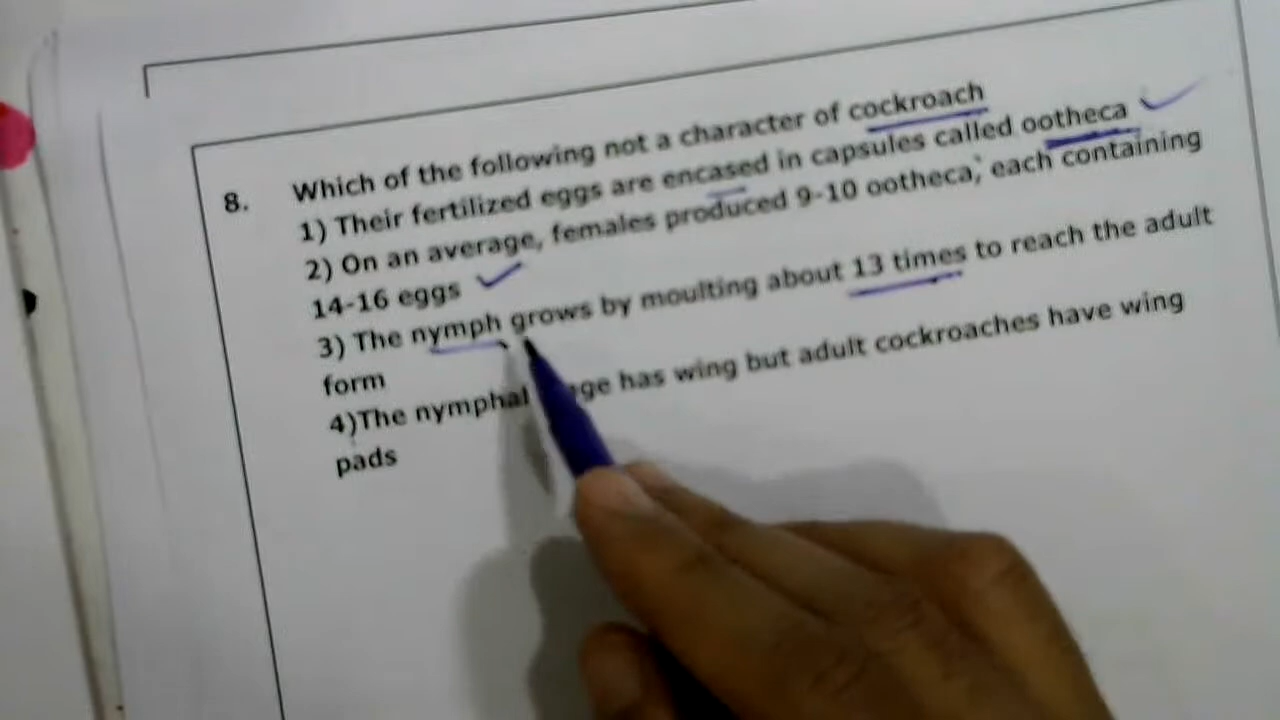 8. Which of the following not a character of cockroach
1) Their fertilized eggs are encased in capsules called ootheca
2) On an average, females produced 9-10 ootheca, each containing
14-16 eggs
3) The nymph grows by moulting about 13 times to reach the adult
form
4)The nymphal has wing but adult cockroaches have wing
pads